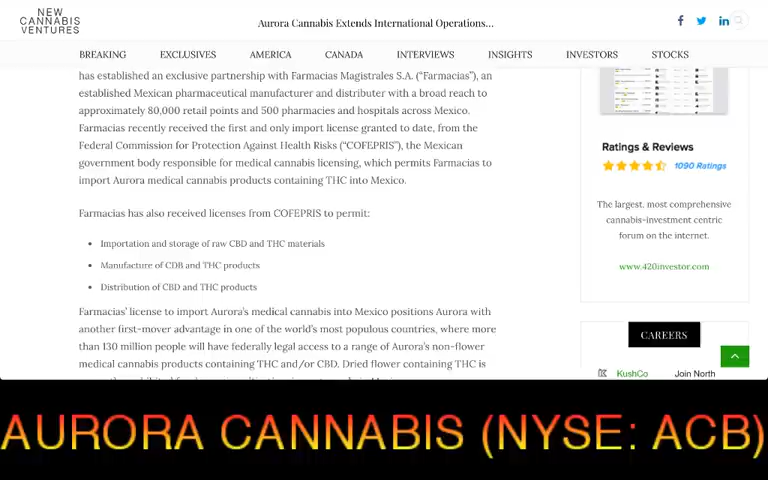 NEW
CANNABIS
VENTURES
Aurora Cannabis Extends International Operations...
BREAKING EXCLUSIVES AMERICA CANADA INTERVIEWS INSIGHTS INVESTORS STOCKS
has established an exclusive partnership with Farmacias Magistrales S.A. (“Farmacias”), an
established Mexican pharmaceutical manufacturer and distributer with a broad reach to
approximately 80,000 retail points and 500 pharmacies and hospitals across Mexico.
Farmacias recently received the first and only import license granted to date, from the
Federal Commission for Protection Against Health Risks (“COFEPRIS”), the Mexican
government body responsible for medical cannabis licensing, which permits Farmacias to
import Aurora medical cannabis products containing THC into Mexico.
Farmacias has also received licenses from COFEPRIS to permit:
• Importation and storage of raw CBD and THC materials
• Manufacture of CDB and THC products
• Distribution of CBD and THC products
Farmacias’ license to import Aurora’s medical cannabis into Mexico positions Aurora with
another first-mover advantage in one of the world’s most populous countries, where more
than 130 million people will have federally legal access to a range of Aurora’s non-flower
medical cannabis products containing THC and/or CBD. Dried flower containing THC is
Ratings & Reviews
1090 Ratings
The largest, most comprehensive
cannabis-investment centric
forum on the internet.
www.420investor.com
CAREERS
KushCo Join North
AURORA CANNABIS (NYSE: ACB)